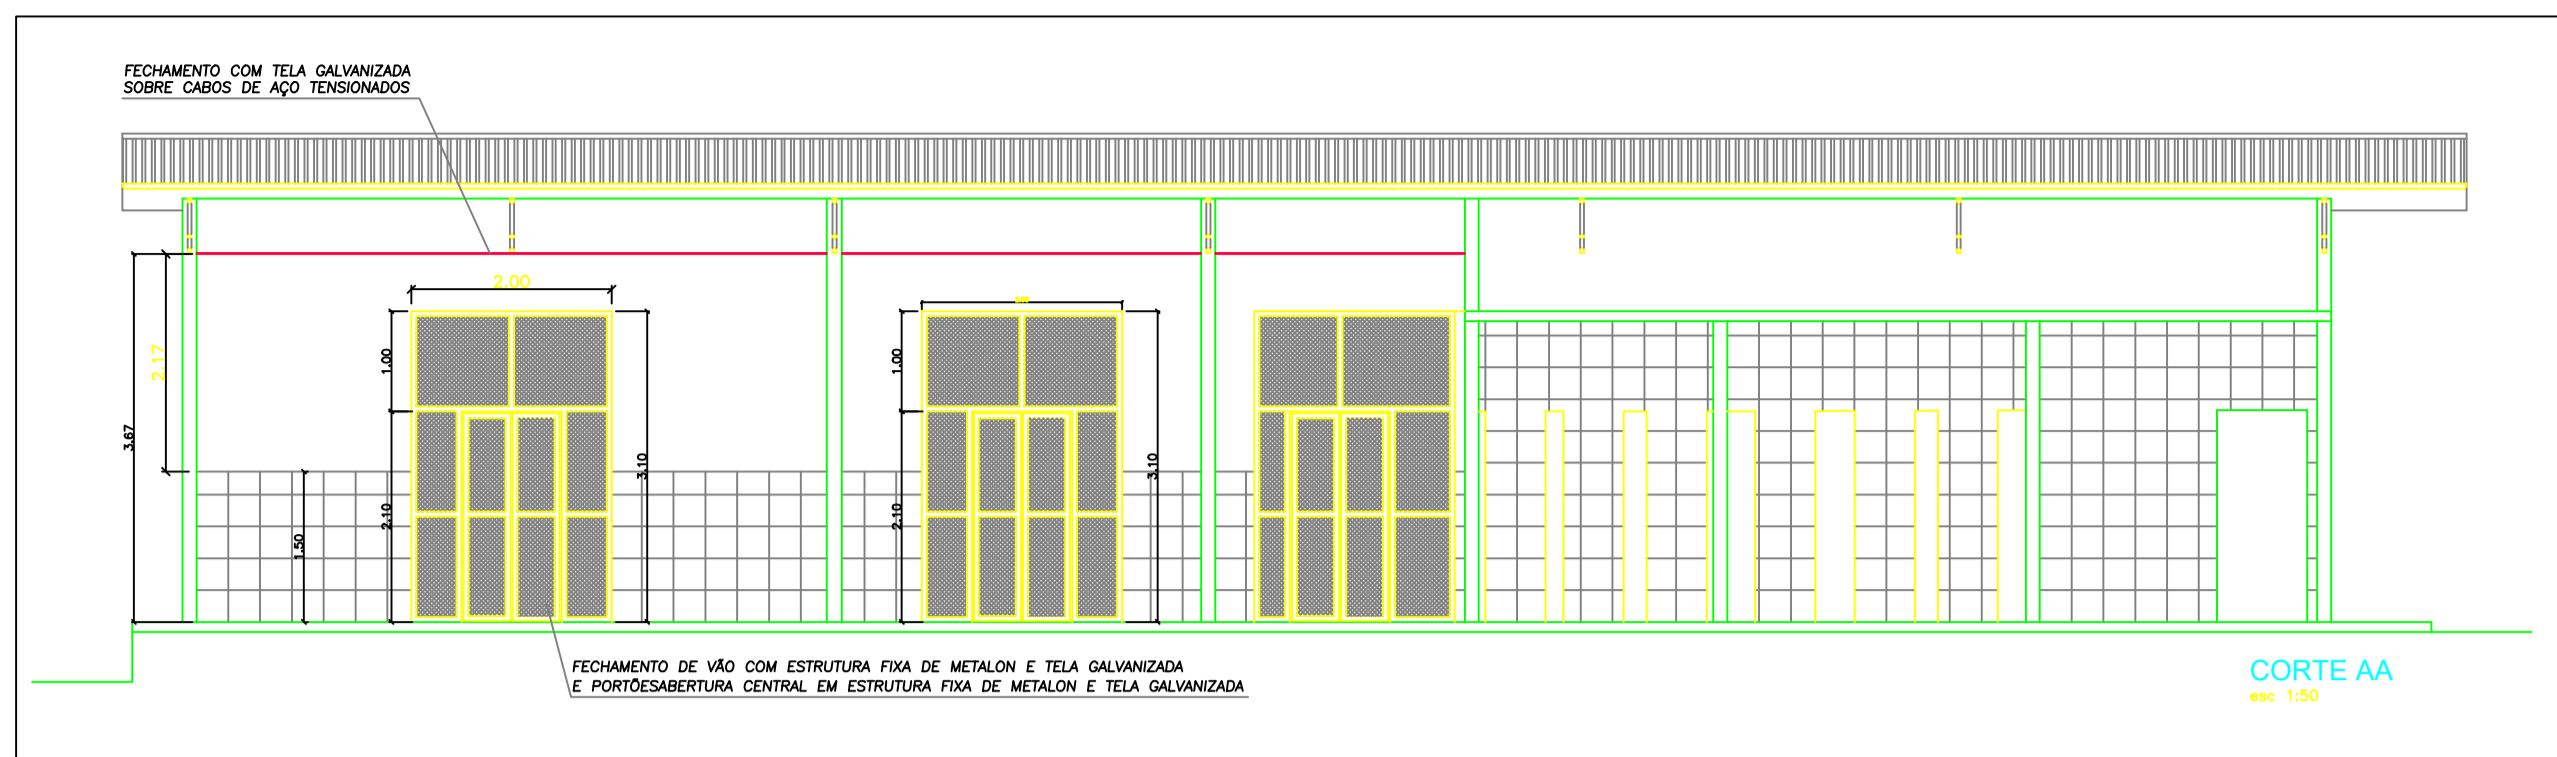 FECHAMENTO COM TELA GALVANIZADA
SOBRE CABOS DE AÇO TENSIONADOS
2.00
1.00
1.00
2.17
3.67
3.10
3.10
2.10
2.10
1.50
FECHAMENTO DE VÃO COM ESTRUTURA FIXA DE METALON E TELA GALVANIZADA
E PORTÕESABERTURA CENTRAL EM ESTRUTURA FIXA DE METALON E TELA GALVANIZADA
CORTE AA
esc 1:50